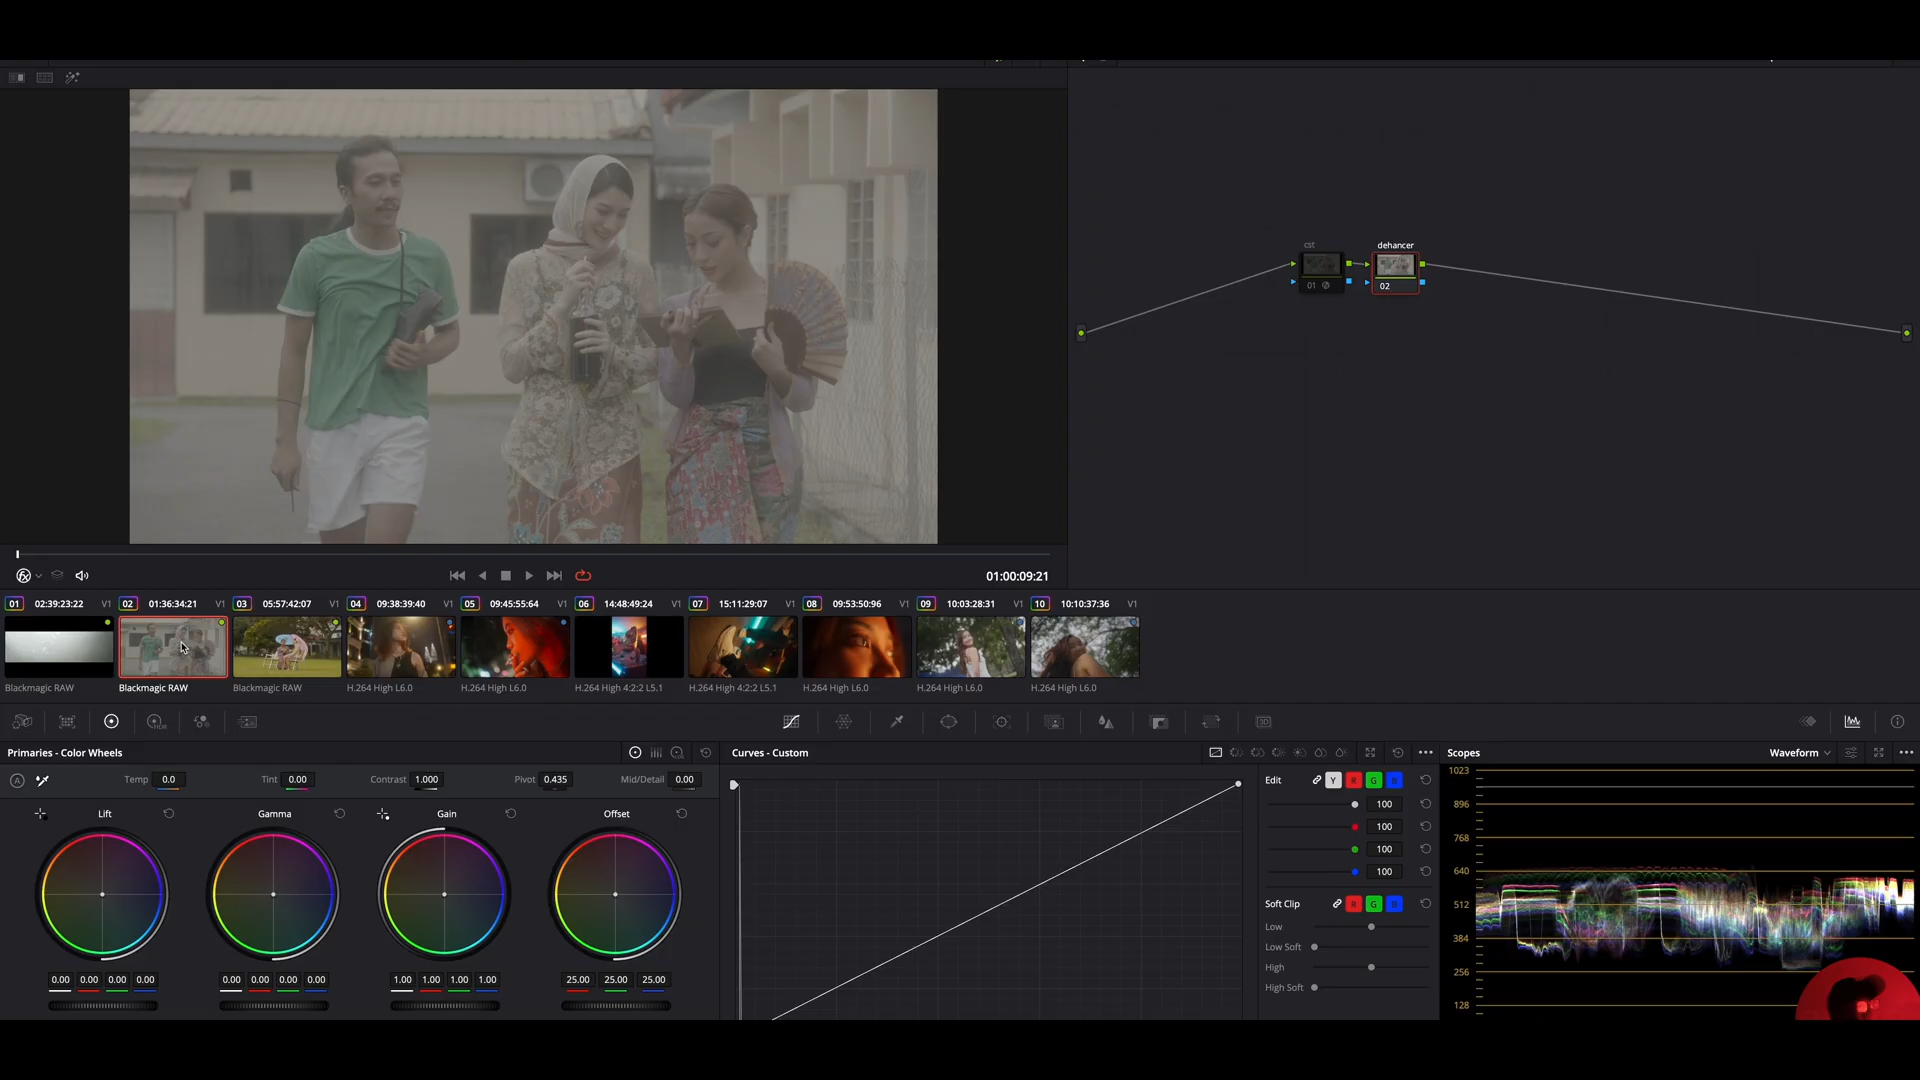 cst
dehancer
01
02
01:00:09:21
01 02:39:23:22 V1
02 01:36:34:21 V1
03 05:57:42:07 V1
04 09:38:39:40 V1
05 09:45:55:64 V1
06 14:48:49:24 V1
07 15:11:29:07 V1
08 09:53:50:96 V1
09 10:03:28:31 V1
10 10:10:37:36 V1
Blackmagic RAW
Blackmagic RAW
Blackmagic RAW
H.264 High L6.0
H.264 High L6.0
H.264 High 4:2:2 L5.1
H.264 High 4:2:2 L5.1
H.264 High L6.0
H.264 High L6.0
H.264 High L6.0
HDR
3D
Primaries - Color Wheels
A
Temp 0.0
Tint 0.00
Contrast 1.000
Pivot 0.435
Mid/Detail 0.00
Lift
Gamma
Gain
Offset
0.00 0.00 0.00 0.00
0.00 0.00 0.00 0.00
1.00 1.00 1.00 1.00
25.00 25.00 25.00
Curves - Custom
Edit Y R G B
100
100
100
100
Soft Clip R G B
Low
Low Soft
High
High Soft
Scopes
Waveform
1023
896
768
640
512
384
256
128